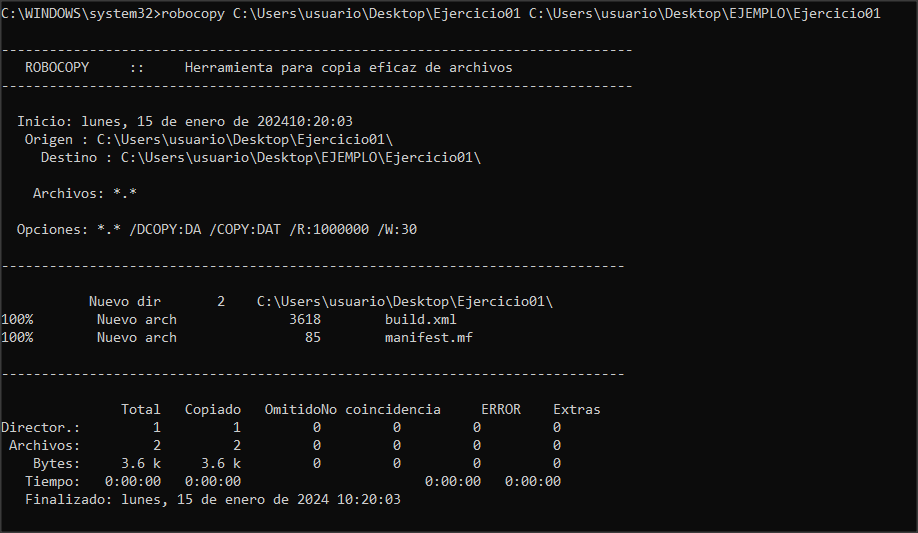 C:\WINDOWS\system32>robocopy C:\Users\usuario\Desktop\Ejercicio01 C:\Users\usuario\Desktop\EJEMPLO\Ejercicio01
-------------------------------------------------------------------------------
   ROBOCOPY     ::     Herramienta para copia eficaz de archivos
-------------------------------------------------------------------------------
  Inicio: lunes, 15 de enero de 202410:20:03
   Origen : C:\Users\usuario\Desktop\Ejercicio01\
     Destino : C:\Users\usuario\Desktop\EJEMPLO\Ejercicio01\
    Archivos: *.*
  Opciones: *.* /DCOPY:DA /COPY:DAT /R:1000000 /W:30
------------------------------------------------------------------------------
           Nuevo dir       2    C:\Users\usuario\Desktop\Ejercicio01\
100%        Nuevo arch              3618        build.xml
100%        Nuevo arch                85        manifest.mf
------------------------------------------------------------------------------
               Total   Copiado   OmitidoNo coincidencia     ERROR    Extras
Director.:         1         1         0         0         0         0
 Archivos:         2         2         0         0         0         0
    Bytes:     3.6 k     3.6 k         0         0         0         0
   Tiempo:   0:00:00   0:00:00                       0:00:00   0:00:00
   Finalizado: lunes, 15 de enero de 2024 10:20:03